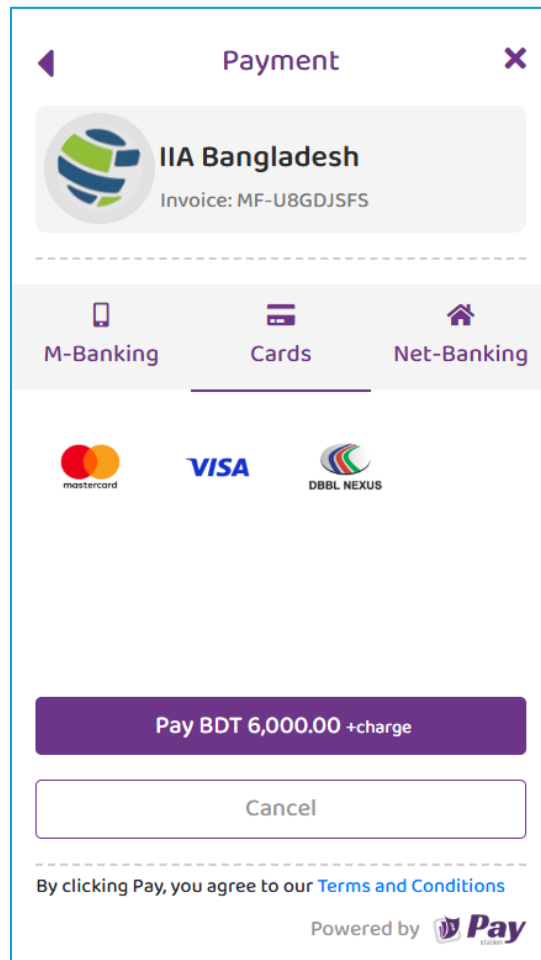 Payment
IIA Bangladesh
Invoice: MF-U8GDJSFS
M-Banking Cards Net-Banking
mastercard VISA DBBL NEXUS
Pay BDT 6,000.00 +charge
Cancel
By clicking Pay, you agree to our Terms and Conditions
Powered by Pay
station